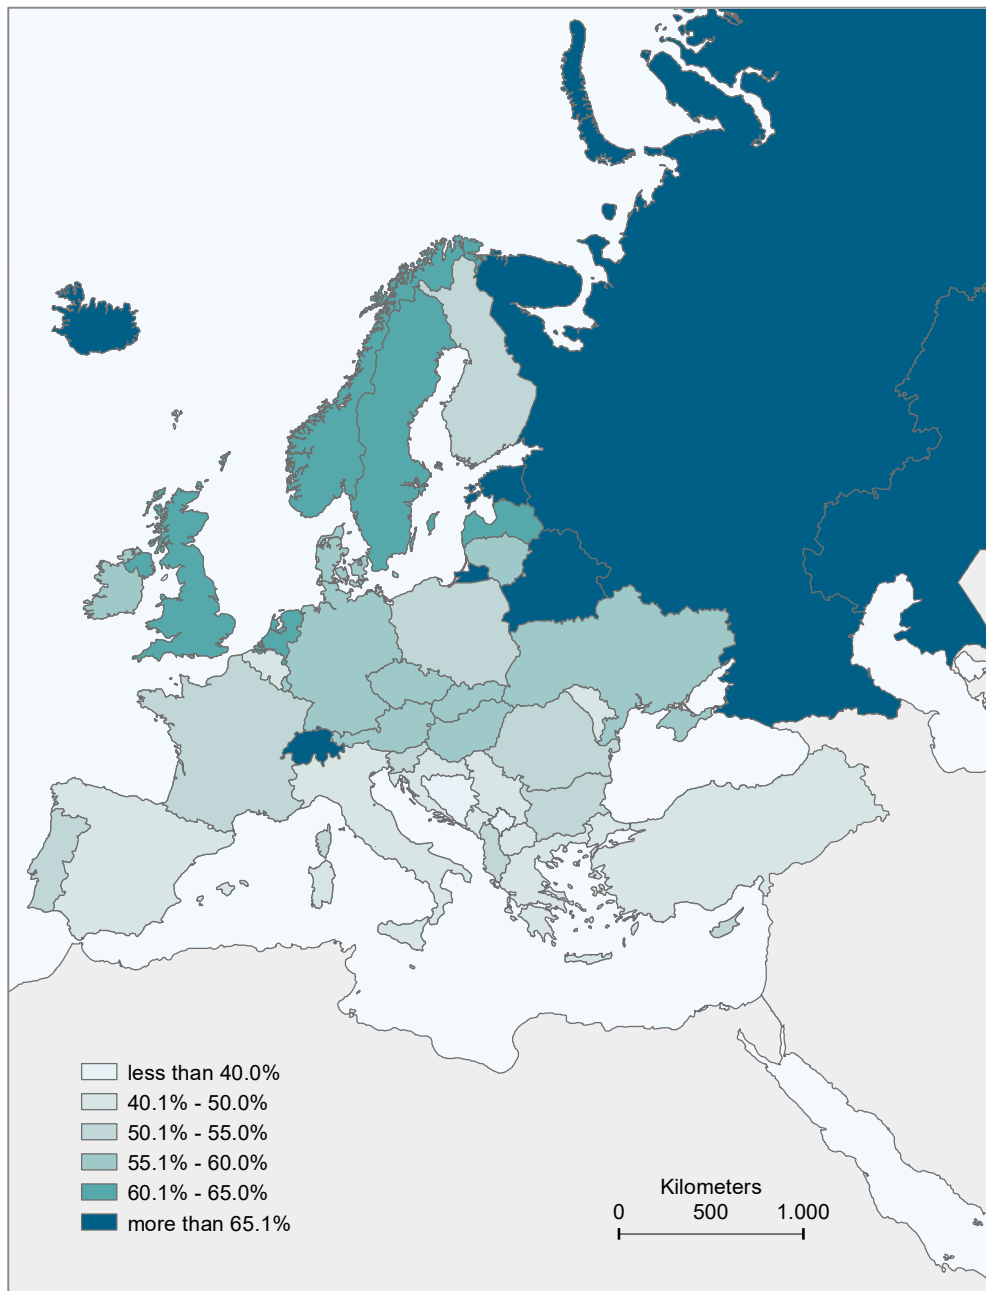 less than 40.0%
40.1% - 50.0%
50.1% - 55.0%
55.1% - 60.0%
60.1% - 65.0%
more than 65.1%
Kilometers
0 500 1.000